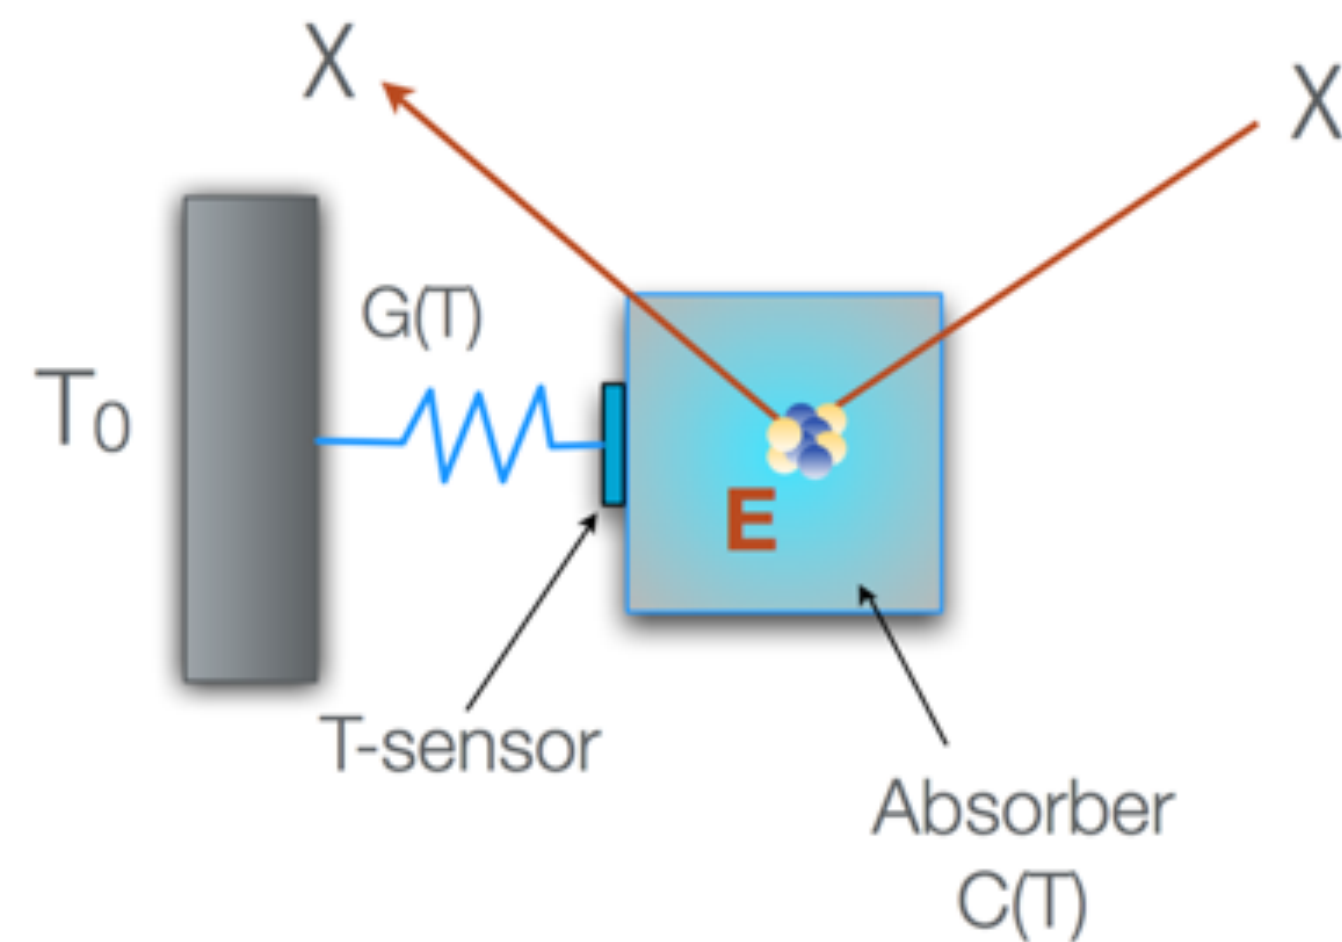 X
X
G(T)
T0
E
T-sensor
Absorber
C(T)